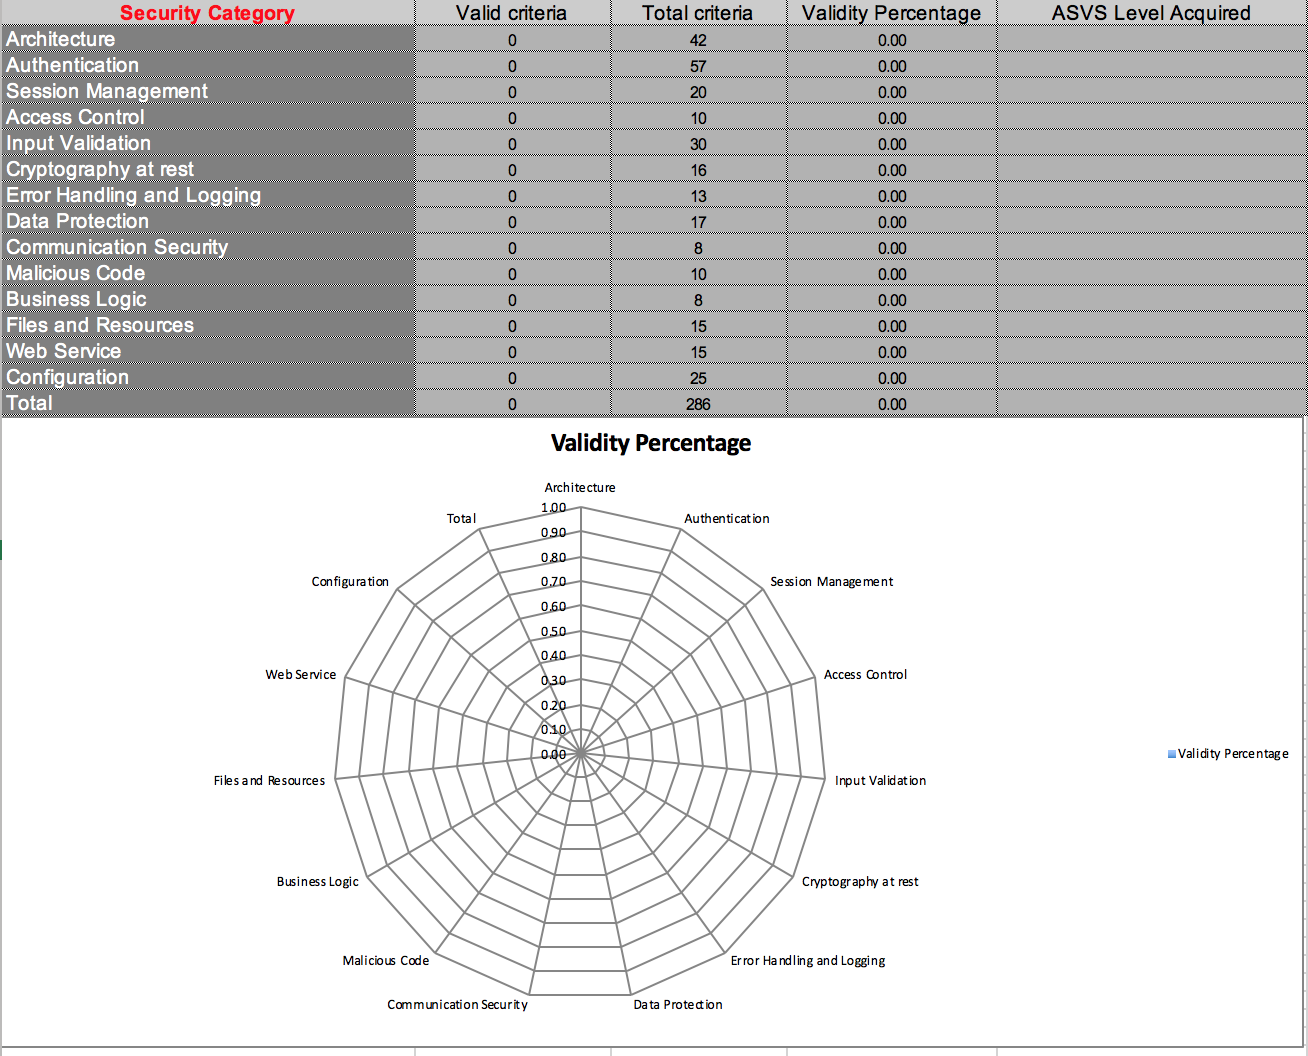 Security Category Valid criteria Total criteria Validity Percentage ASVS Level Acquired
Architecture 0 42 0.00
Authentication 0 57 0.00
Session Management 0 20 0.00
Access Control 0 10 0.00
Input Validation 0 30 0.00
Cryptography at rest 0 16 0.00
Error Handling and Logging 0 13 0.00
Data Protection 0 17 0.00
Communication Security 0 8 0.00
Malicious Code 0 10 0.00
Business Logic 0 8 0.00
Files and Resources 0 15 0.00
Web Service 0 15 0.00
Configuration 0 25 0.00
Total 0 286 0.00
Validity Percentage
Architecture
1.00
Total
Authentication
0.90
0.80
Configuration
0.70
Session Management
0.60
0.50
0.40
Web Service
0.30
Access Control
0.20
0.10
0.00
Validity Percentage
Files and Resources
Input Validation
Business Logic
Cryptography at rest
Malicious Code
Error Handling and Logging
Communication Security
Data Protection